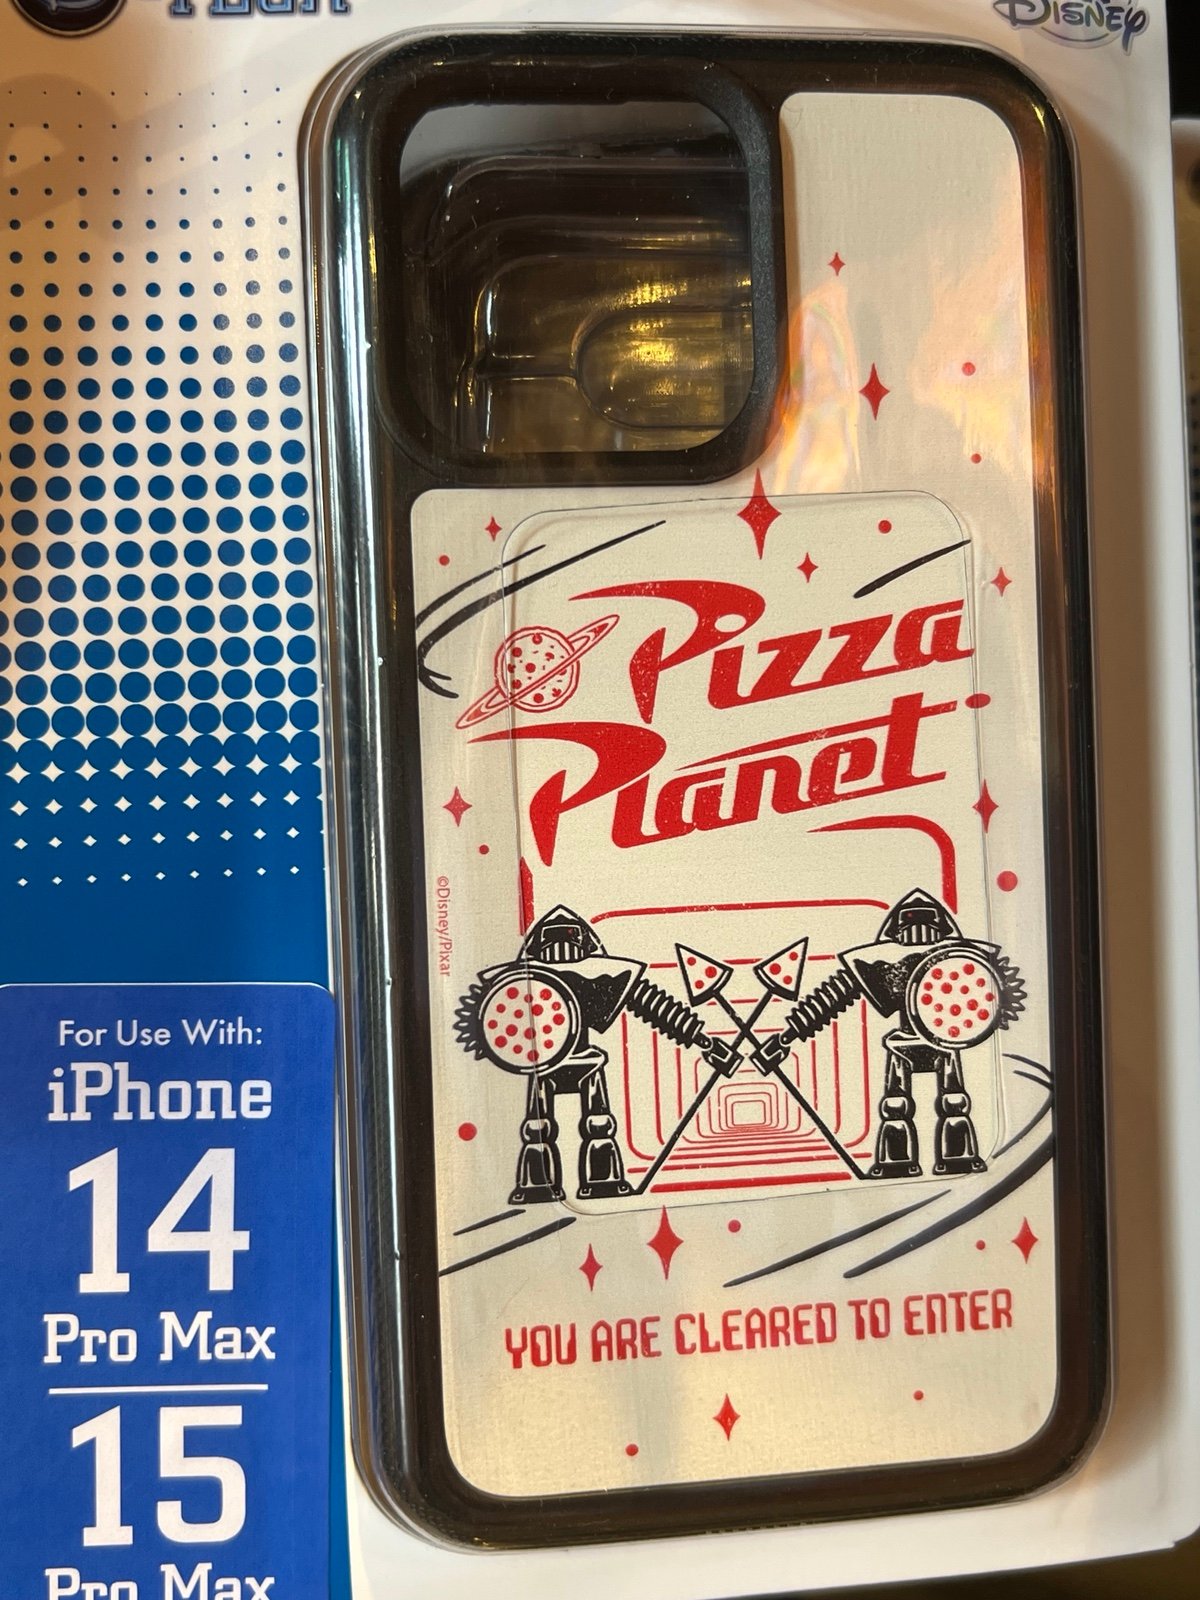 D-TECH
Disney
Pizza
Planet
©Disney/Pixar
For Use With:
iPhone
14
Pro Max
15
Pro Max
YOU ARE CLEARED TO ENTER